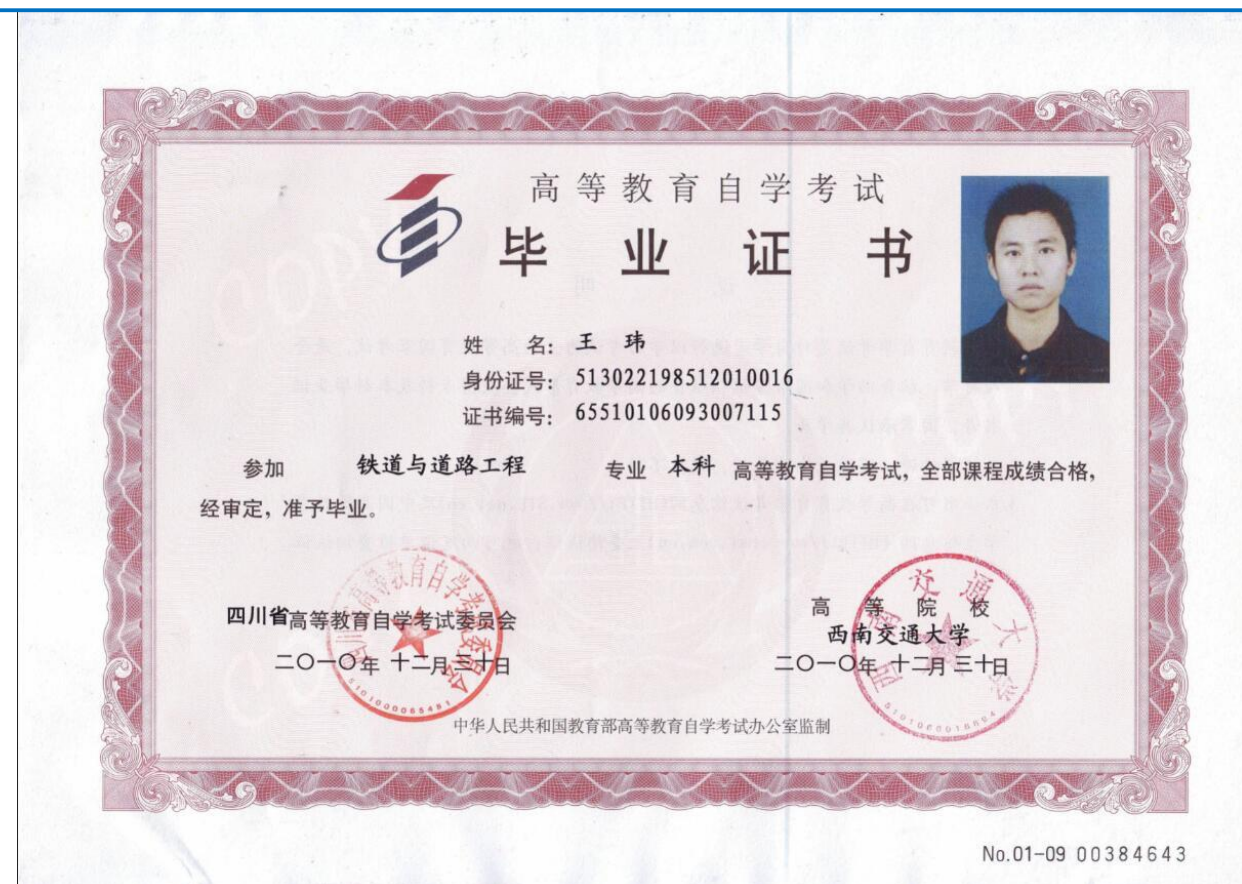 高等教育自学考试
毕业证书
姓名：王玮
身份证号：513022198512010016
证书编号：65510106093007115
参加 铁道与道路工程 专业 本科 高等教育自学考试，全部课程成绩合格，
经审定，准予毕业。
四川省高等教育自学考试委员会
二〇一〇年 十二月三十日
高等院校
西南交通大学
二〇一〇年 十二月三十日
中华人民共和国教育部高等教育自学考试办公室监制
No.01-09 00384643